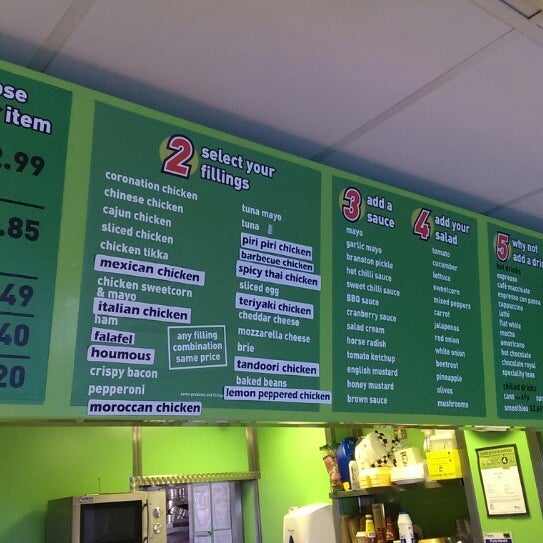 ose
item
2.99
.85
49
40
20
2 select your
fillings
coronation chicken
chinese chicken
cajun chicken
sliced chicken
chicken tikka
mexican chicken
chicken sweetcorn
& mayo
italian chicken
ham
falafel
houmous
crispy bacon
pepperoni
moroccan chicken
any filling
combination
same price
tuna mayo
tuna
piri piri chicken
barbecue chicken
spicy thai chicken
sliced egg
teriyaki chicken
cheddar cheese
mozzarella cheese
brie
tandoori chicken
baked beans
lemon peppered chicken
3 add a
sauce
mayo
garlic mayo
branston pickle
hot chilli sauce
sweet chilli sauce
BBQ sauce
cranberry sauce
salad cream
horse radish
tomato ketchup
english mustard
honey mustard
brown sauce
4 add your
salad
tomato
cucumber
lettuce
sweetcorn
mixed peppers
carrot
jalapenos
red onion
white onion
beetroot
pineapple
olives
mushrooms
5 why not
add a drin
hot drinks
espresso
café macchiato
espresso con panna
cappuccino
latté
flat white
mocha
americano
hot chocolate
chocolate royal
speciality teas
chilled drinks
cans
smoothies